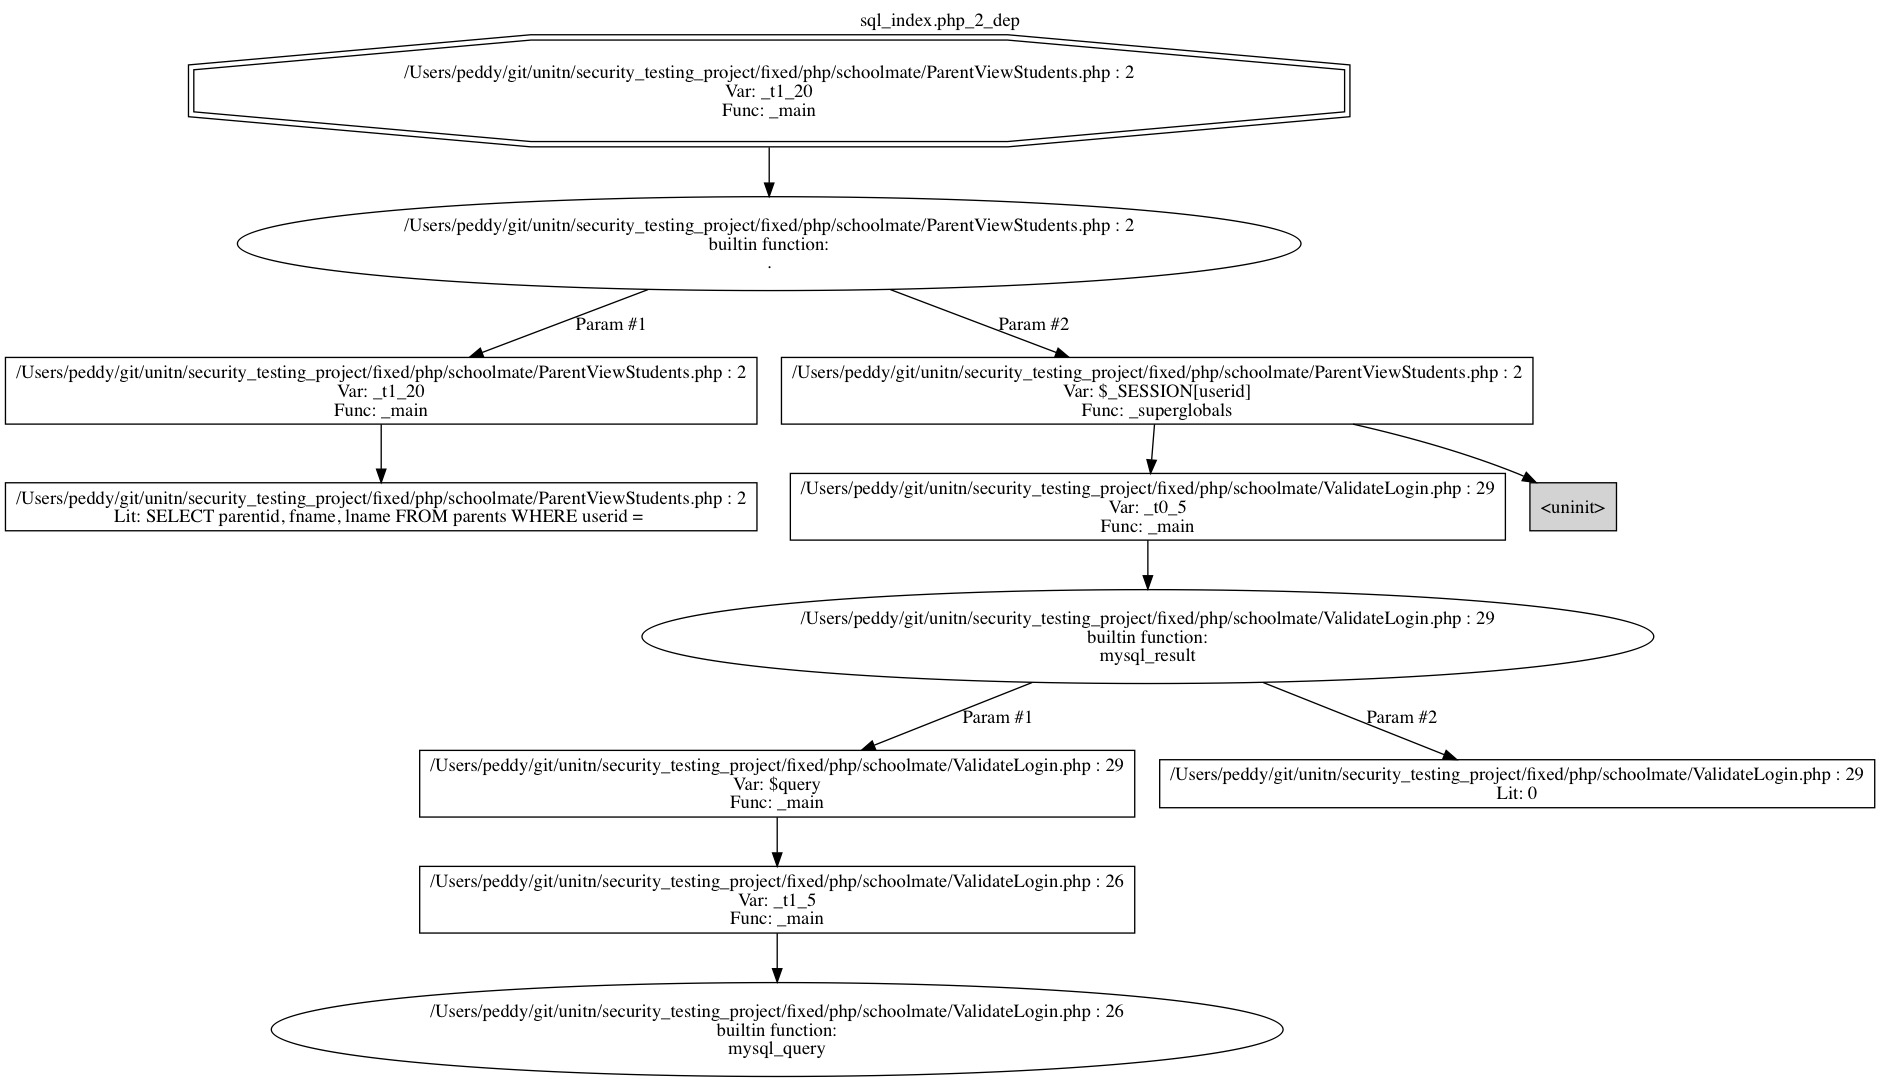 sql_index.php_2_dep
/Users/peddy/git/unitn/security_testing_project/fixed/php/schoolmate/ParentViewStudents.php : 2
Var: _t1_20
Func: _main
/Users/peddy/git/unitn/security_testing_project/fixed/php/schoolmate/ParentViewStudents.php : 2
builtin function:
.
Param #1
Param #2
/Users/peddy/git/unitn/security_testing_project/fixed/php/schoolmate/ParentViewStudents.php : 2
Var: _t1_20
Func: _main
/Users/peddy/git/unitn/security_testing_project/fixed/php/schoolmate/ParentViewStudents.php : 2
Var: $_SESSION[userid]
Func: _superglobals
/Users/peddy/git/unitn/security_testing_project/fixed/php/schoolmate/ParentViewStudents.php : 2
Lit: SELECT parentid, fname, lname FROM parents WHERE userid =
/Users/peddy/git/unitn/security_testing_project/fixed/php/schoolmate/ValidateLogin.php : 29
Var: _t0_5
Func: _main
<uninit>
/Users/peddy/git/unitn/security_testing_project/fixed/php/schoolmate/ValidateLogin.php : 29
builtin function:
mysql_result
Param #1
Param #2
/Users/peddy/git/unitn/security_testing_project/fixed/php/schoolmate/ValidateLogin.php : 29
Var: $query
Func: _main
/Users/peddy/git/unitn/security_testing_project/fixed/php/schoolmate/ValidateLogin.php : 29
Lit: 0
/Users/peddy/git/unitn/security_testing_project/fixed/php/schoolmate/ValidateLogin.php : 26
Var: _t1_5
Func: _main
/Users/peddy/git/unitn/security_testing_project/fixed/php/schoolmate/ValidateLogin.php : 26
builtin function:
mysql_query